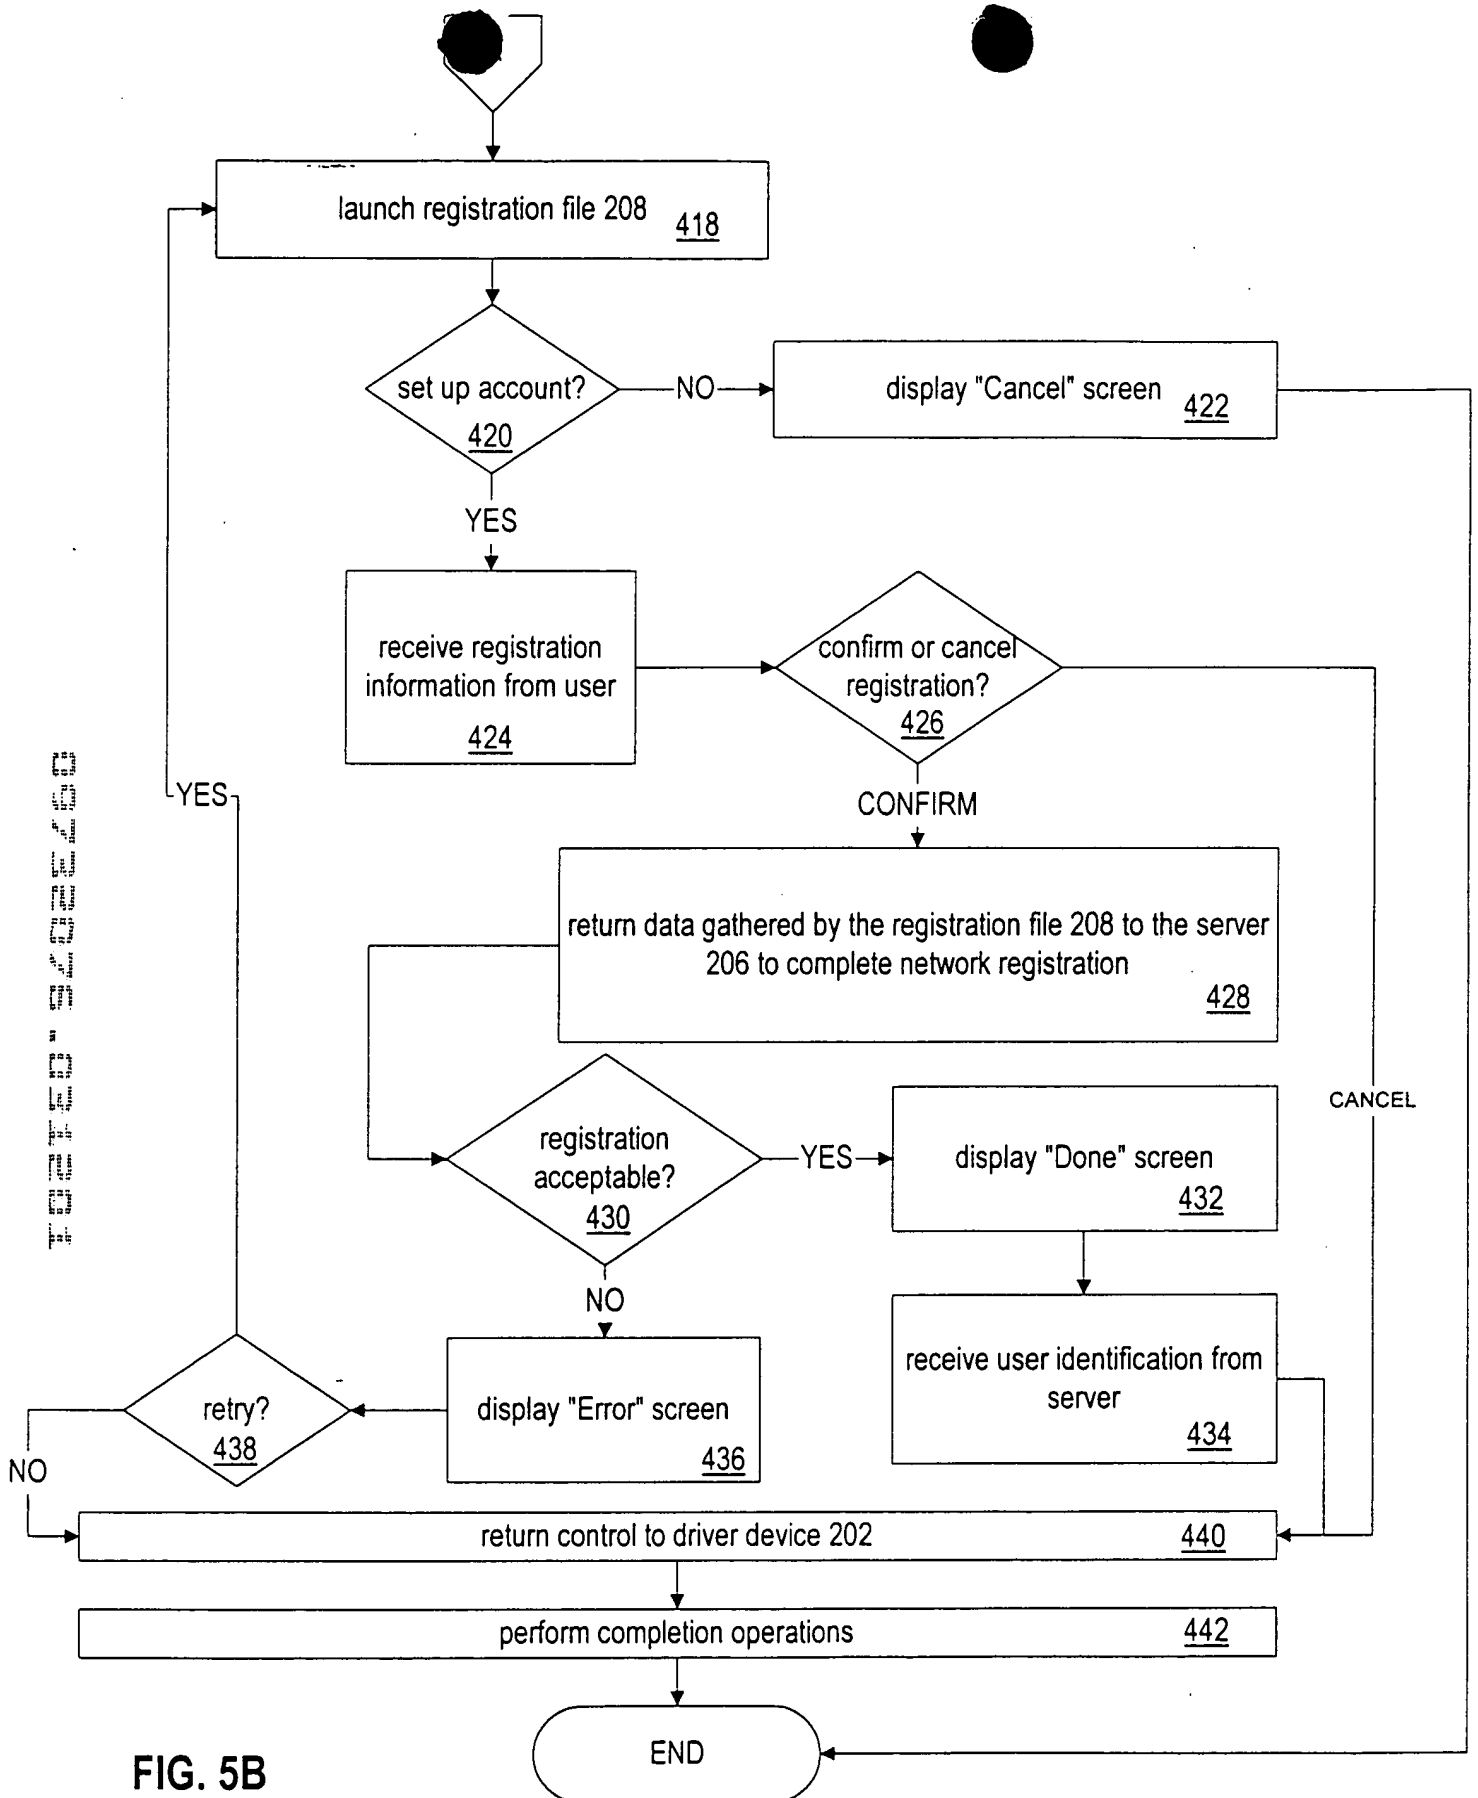 launch registration file 208
418
set up account?
420
NO
display "Cancel" screen
422
YES
receive registration
information from user
424
confirm or cancel
registration?
426
YES
CONFIRM
return data gathered by the registration file 208 to the server
206 to complete network registration
428
CANCEL
registration
acceptable?
430
YES
display "Done" screen
432
NO
receive user identification from
server
434
retry?
438
display "Error" screen
436
NO
return control to driver device 202
440
perform completion operations
442
END
FIG. 5B
09732075.031201